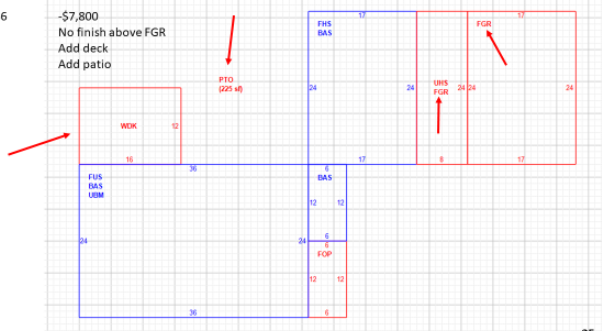 6
-$7,800
No finish above FGR
Add deck
Add patio
17
17
FHS
BAS
FGR
PTO
(225 sf)
UHS
FGR
24
24
24
24
24
WDK
12
16
36
17
8
17
FUS
BAS
UBM
6
BAS
12
12
24
24
6
6
FOP
12
12
36
6